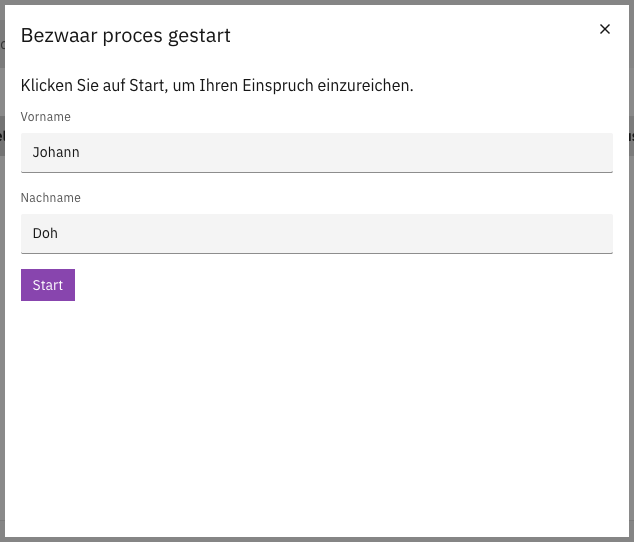 Bezwaar proces gestart
Klicken Sie auf Start, um Ihren Einspruch einzureichen.
Vorname
Johann
Nachname
Doh
Start